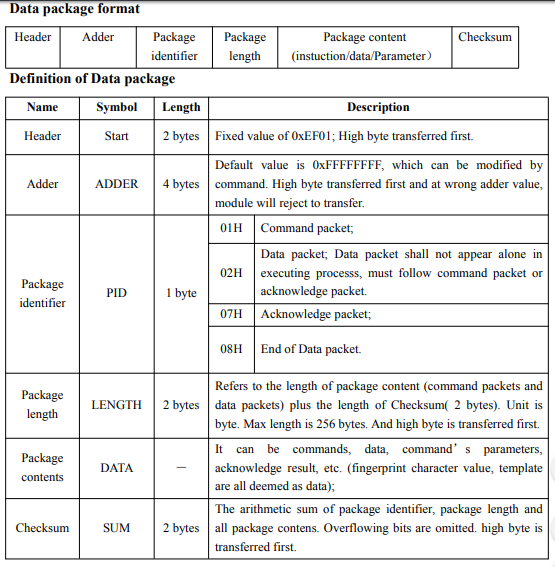 Data package format
Header Adder Package identifier Package length Package content (instuction/data/Parameter) Checksum
Definition of Data package
Name Symbol Length Description
Header Start 2 bytes Fixed value of 0xEF01; High byte transferred first.
Adder ADDER 4 bytes Default value is 0xFFFFFFFF, which can be modified by
command. High byte transferred first and at wrong adder value,
module will reject to transfer.
Package identifier PID 1 byte
01H Command packet;
02H Data packet; Data packet shall not appear alone in
executing processs, must follow command packet or
acknowledge packet.
07H Acknowledge packet;
08H End of Data packet.
Package length LENGTH 2 bytes Refers to the length of package content (command packets and
data packets) plus the length of Checksum( 2 bytes). Unit is
byte. Max length is 256 bytes. And high byte is transferred first.
Package contents DATA — It can be commands, data, command's parameters,
acknowledge result, etc. (fingerprint character value, template
are all deemed as data);
Checksum SUM 2 bytes The arithmetic sum of package identifier, package length and
all package contens. Overflowing bits are omitted. high byte is
transferred first.